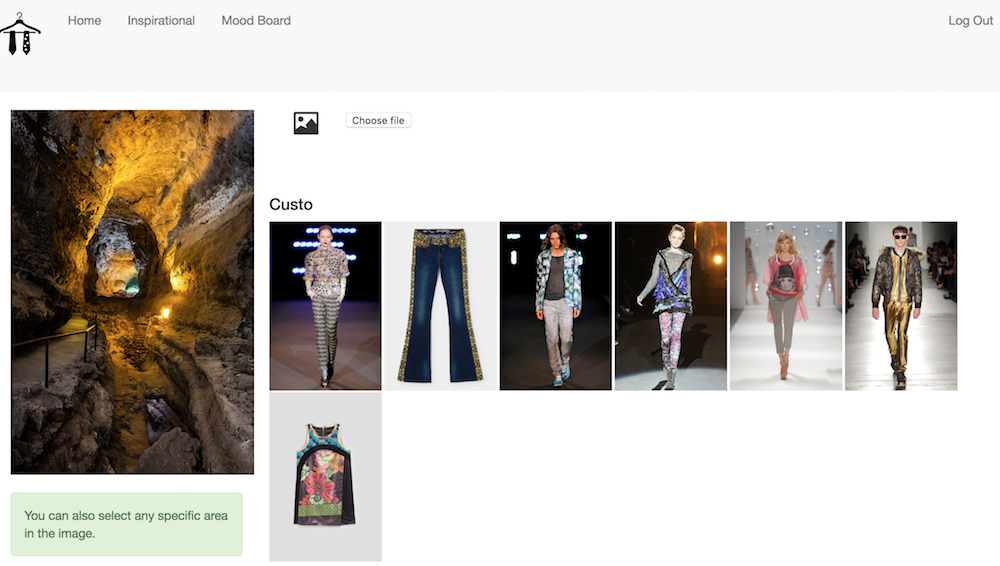 Home Inspirational Mood Board Log Out
Choose file
Custo
You can also select any specific area
in the image.